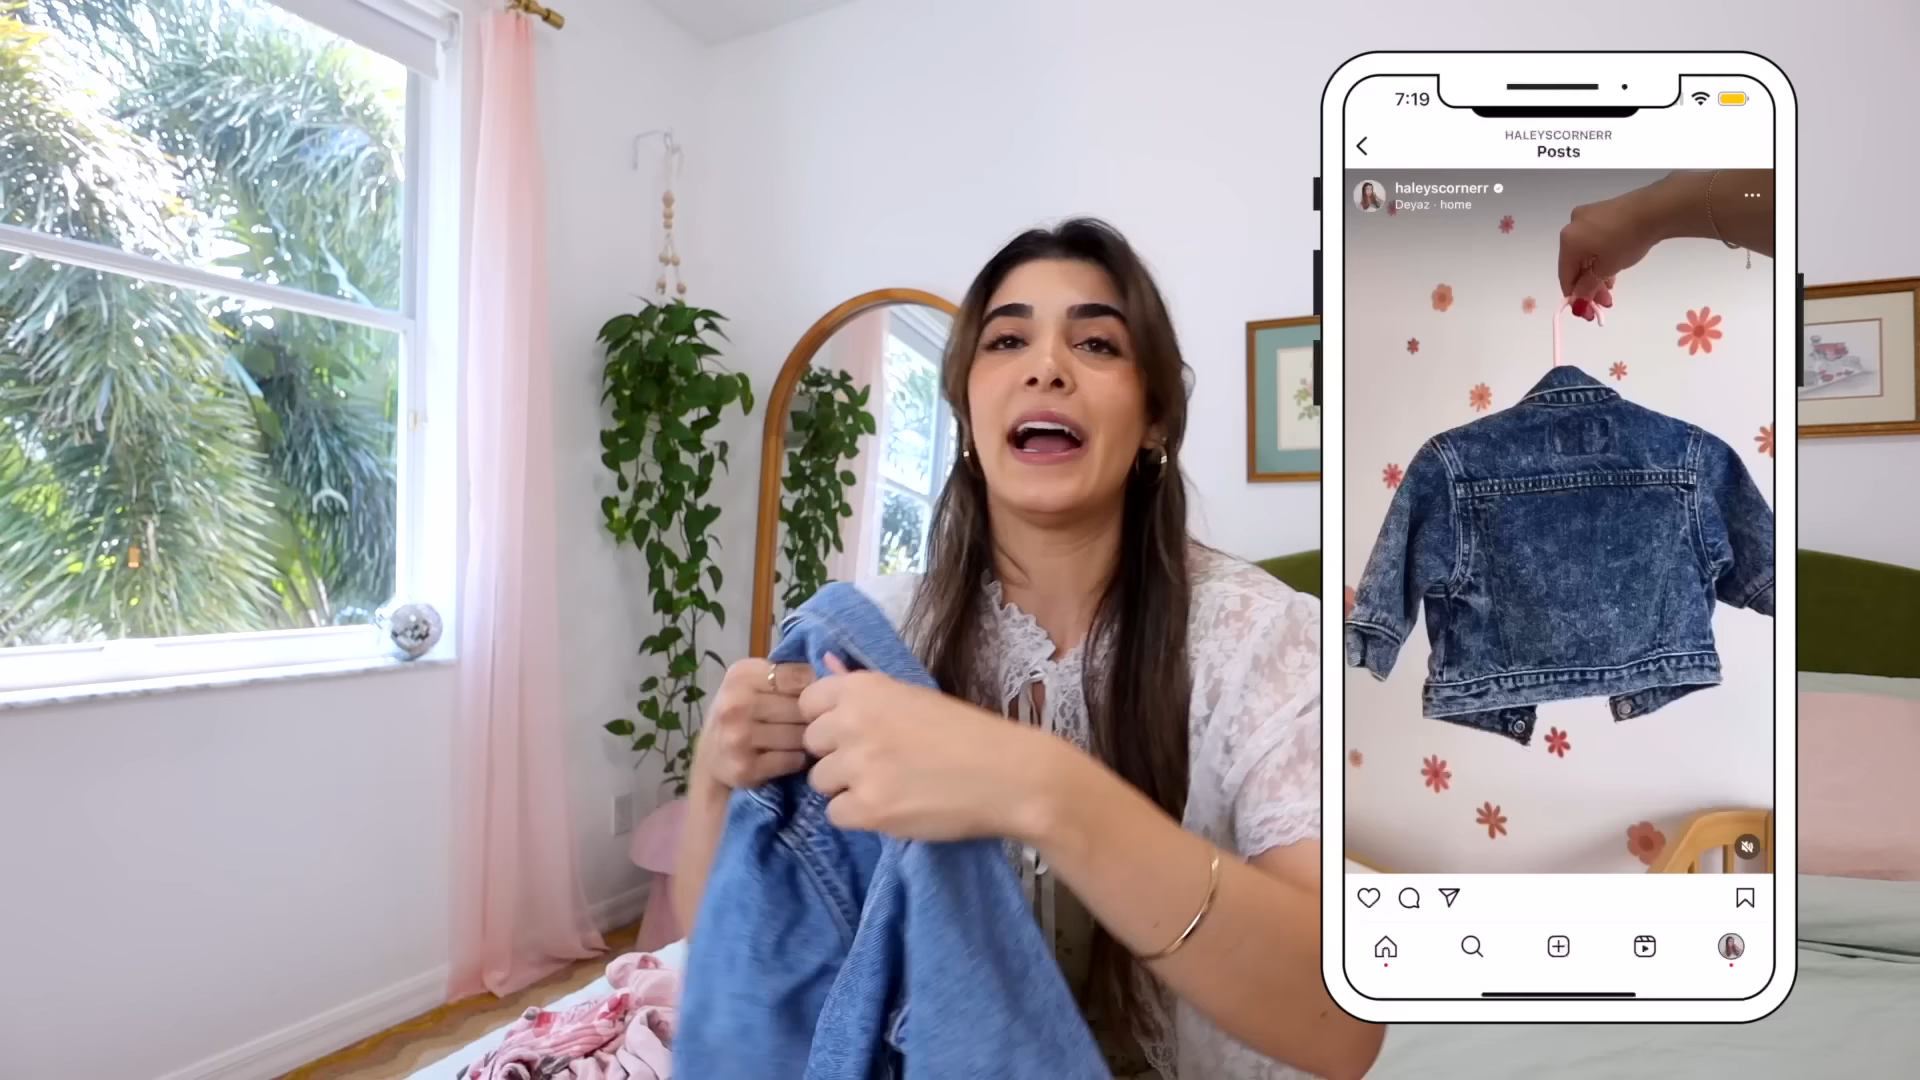 7:19
HALEYSCORNERR
Posts
haleyscornerr
Deyaz · home